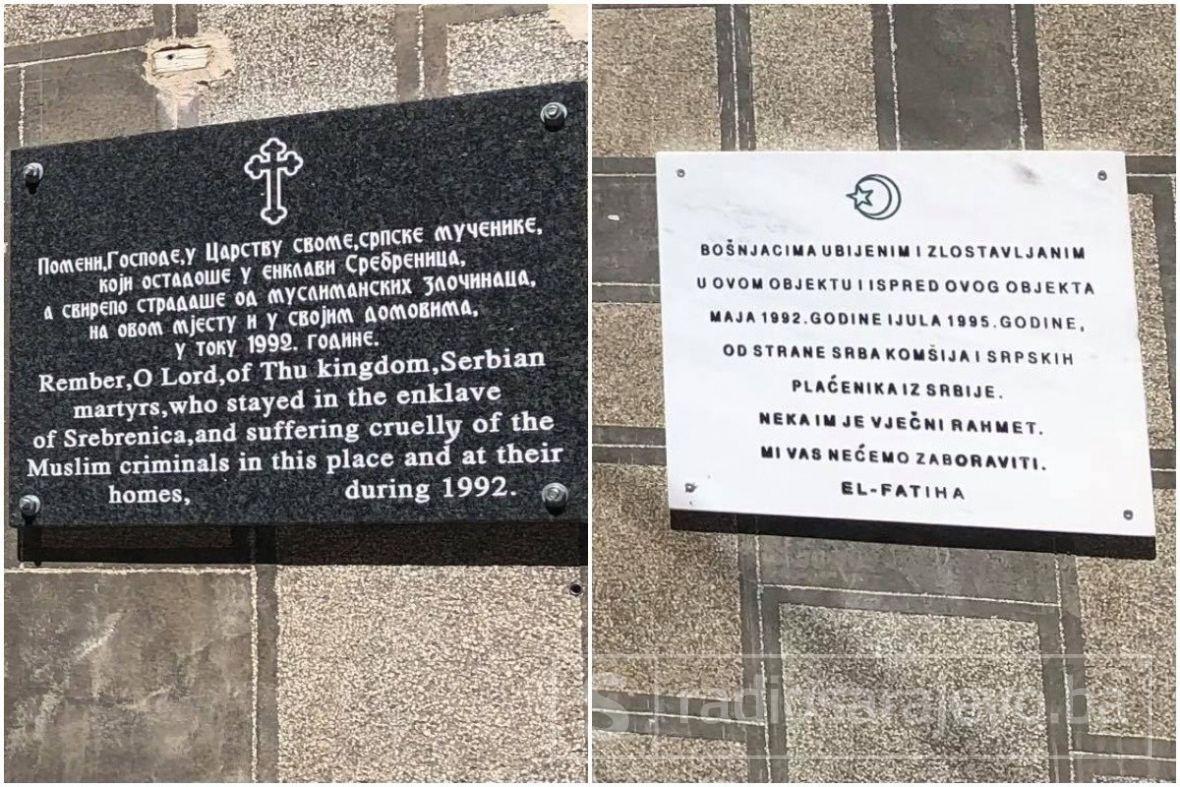 Помени,Господе,у Царству своме,српске мученике,
који остадоше у енклави Сребреница,
а свирепо страдаше од муслиманских злочинаца,
на овом мјесту и у својим домовима,
у току 1992. године.
Rember,O Lord,of Thu kingdom,Serbian
martyrs,who stayed in the enklave
of Srebrenica,and suffering cruelly of the
Muslim criminals in this place and at their
homes, during 1992.
BOŠNJACIMA UBIJENIM I ZLOSTAVLJANIM
U OVOM OBJEKTU I ISPRED OVOG OBJEKTA
MAJA 1992.GODINE I JULA 1995.GODINE,
OD STRANE SRBA KOMŠIJA I SRPSKIH
PLAĆENIKA IZ SRBIJE.
NEKA IM JE VJEČNI RAHMET.
MI VAS NEĆEMO ZABORAVITI.
EL-FATIHA
S. radiosarajevo.ba